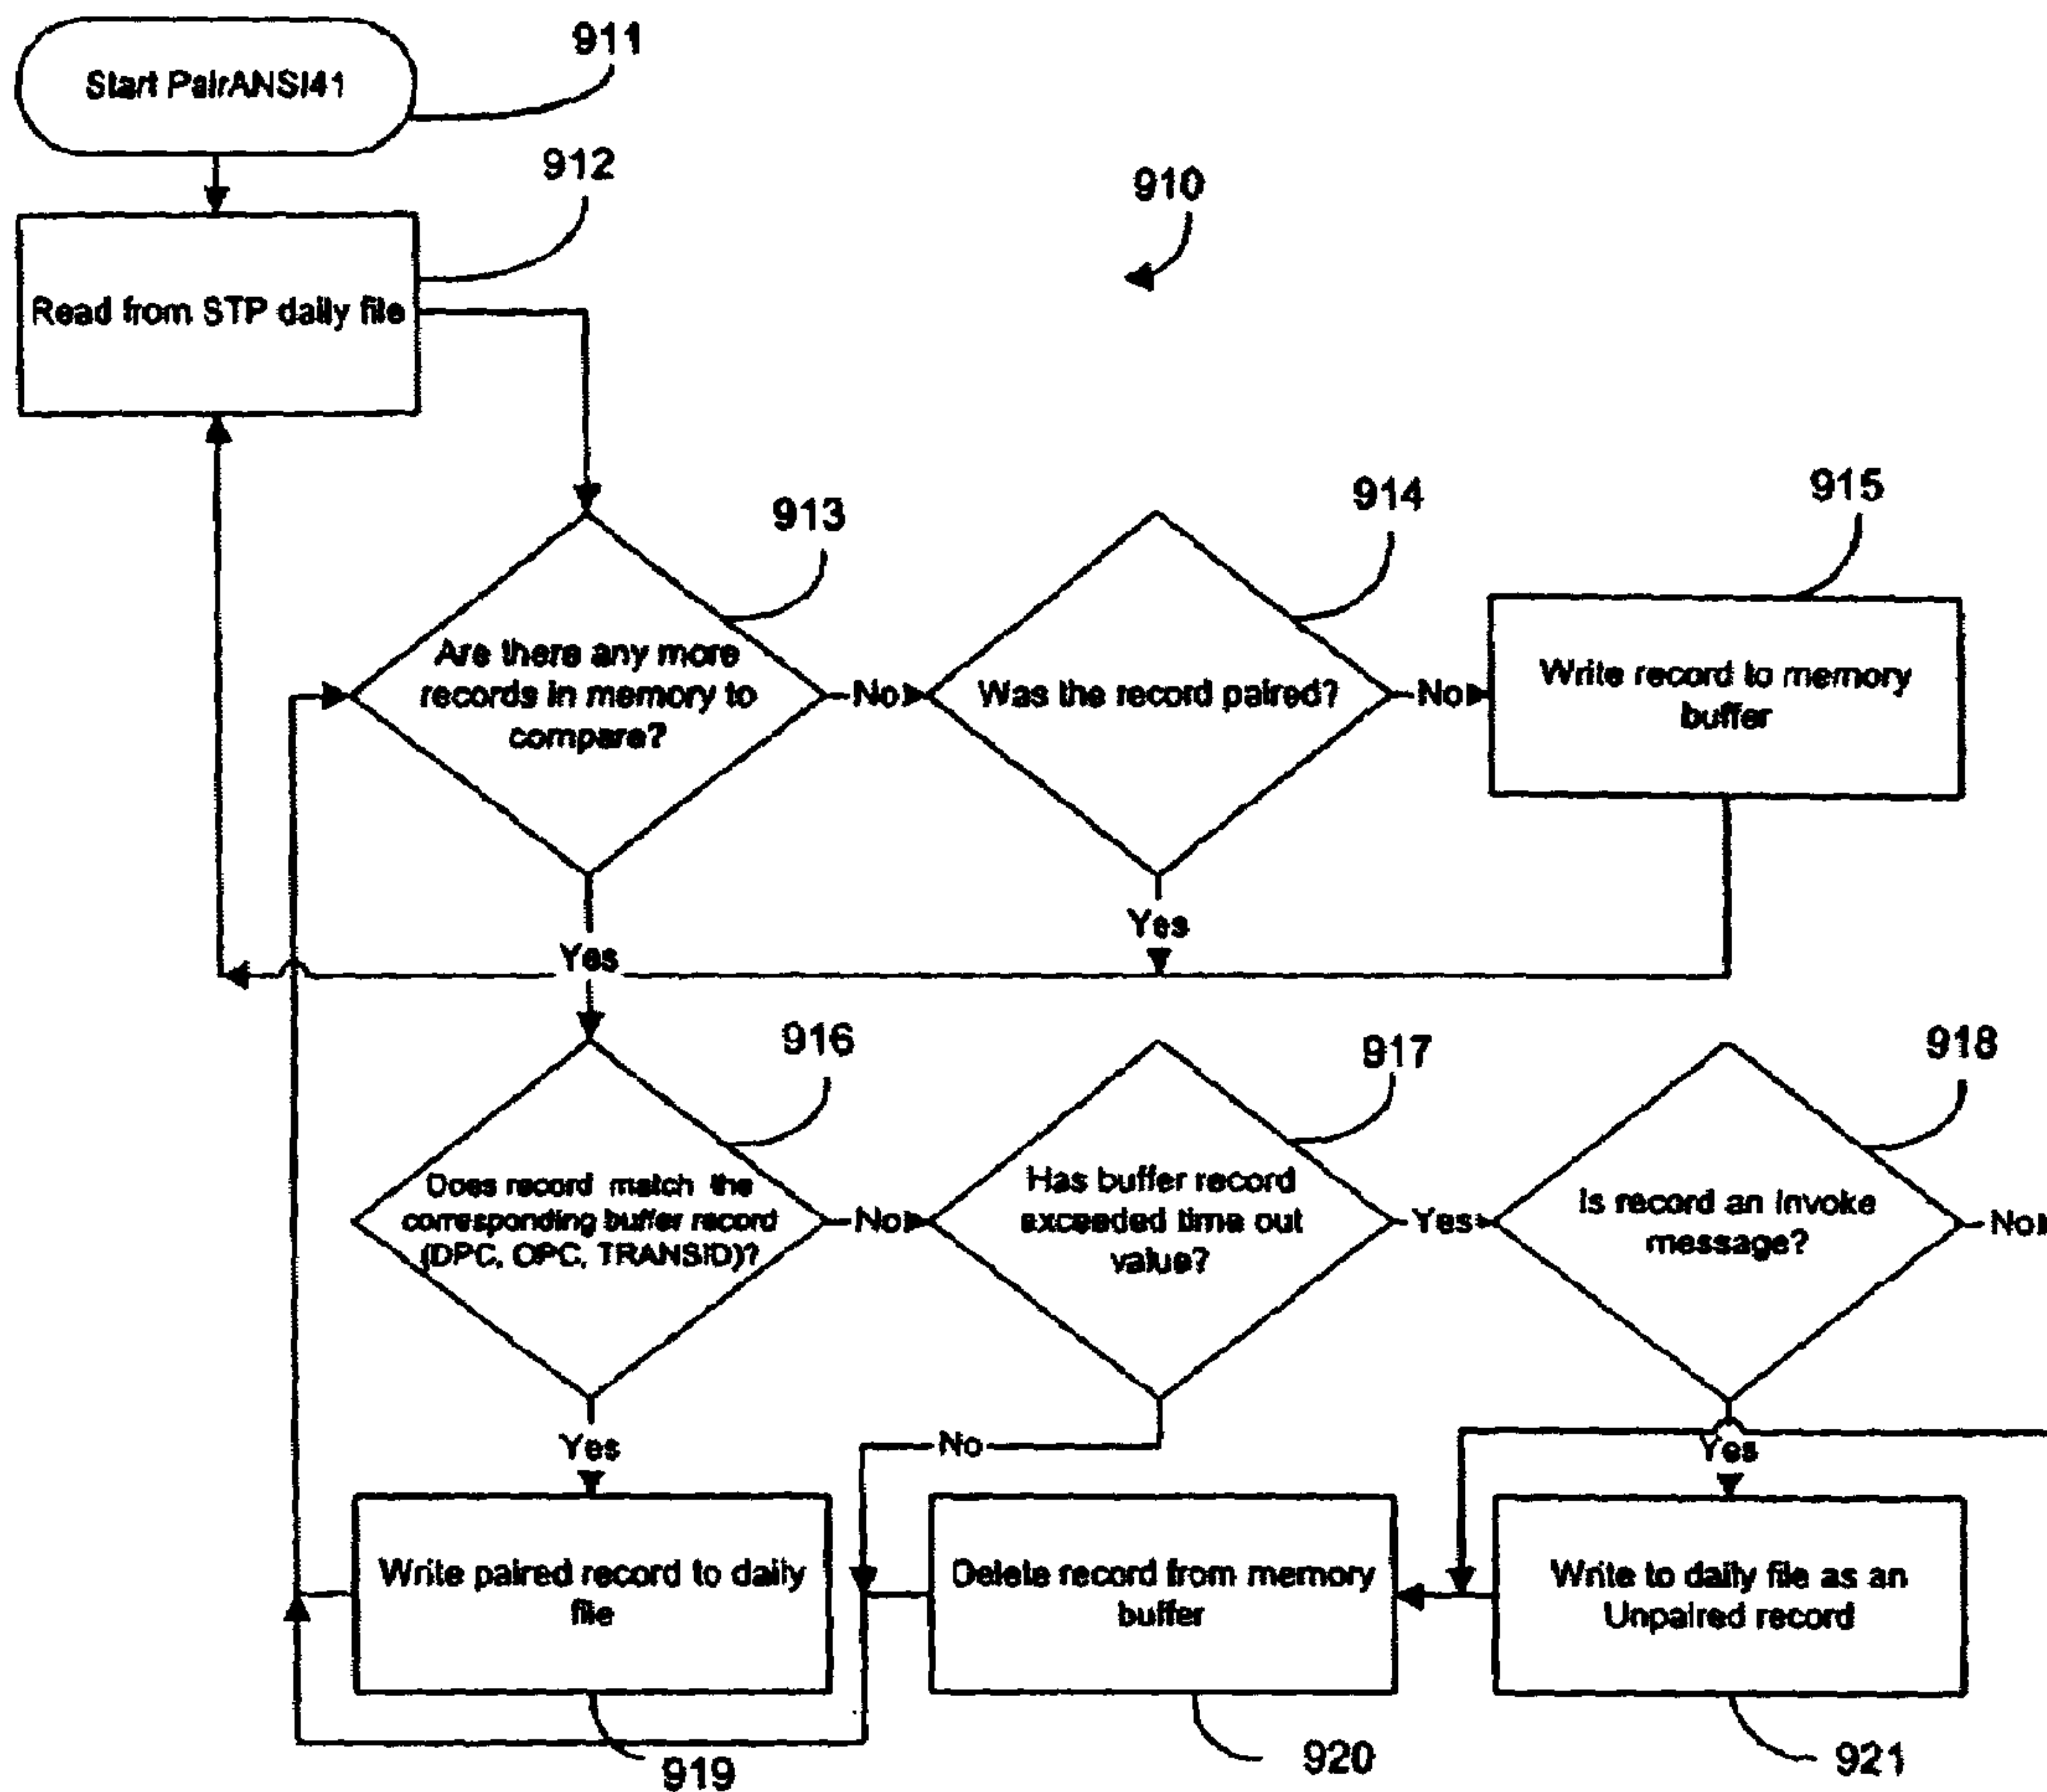 911
Start PairANSI41
912
910
Read from STP daily file
913
914
915
Are there any more
records in memory to
compare?
No
Was the record paired?
No
Write record to memory
buffer
Yes
Yes
916
917
918
Does record match the
corresponding buffer record
(DPC, OPC, TRANSID)?
No
Has buffer record
exceeded time out
value?
Yes
Is record an Invoke
message?
No
Yes
No
Yes
Write paired record to daily
file
Delete record from memory
buffer
Write to daily file as an
Unpaired record
919
920
921